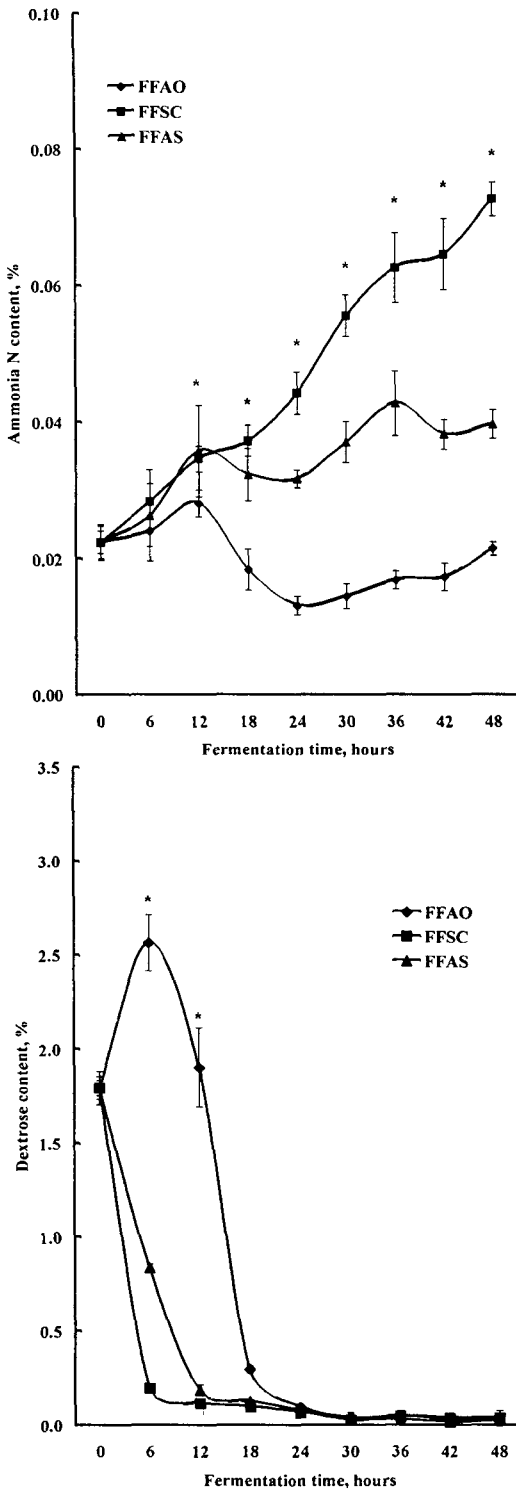 0.10
FFAO
FFSC
FFAS
0.08
0.06
0.04
0.02
0.00
Ammonia N content, %
* * * * * * *
0 6 12 18 24 30 36 42 48
Fermentation time, hours
3.5
3.0
2.5
2.0
1.5
1.0
0.5
0.0
Dextrose content, %
* *
FFAO
FFSC
FFAS
0 6 12 18 24 30 36 42 48
Fermentation time, hours